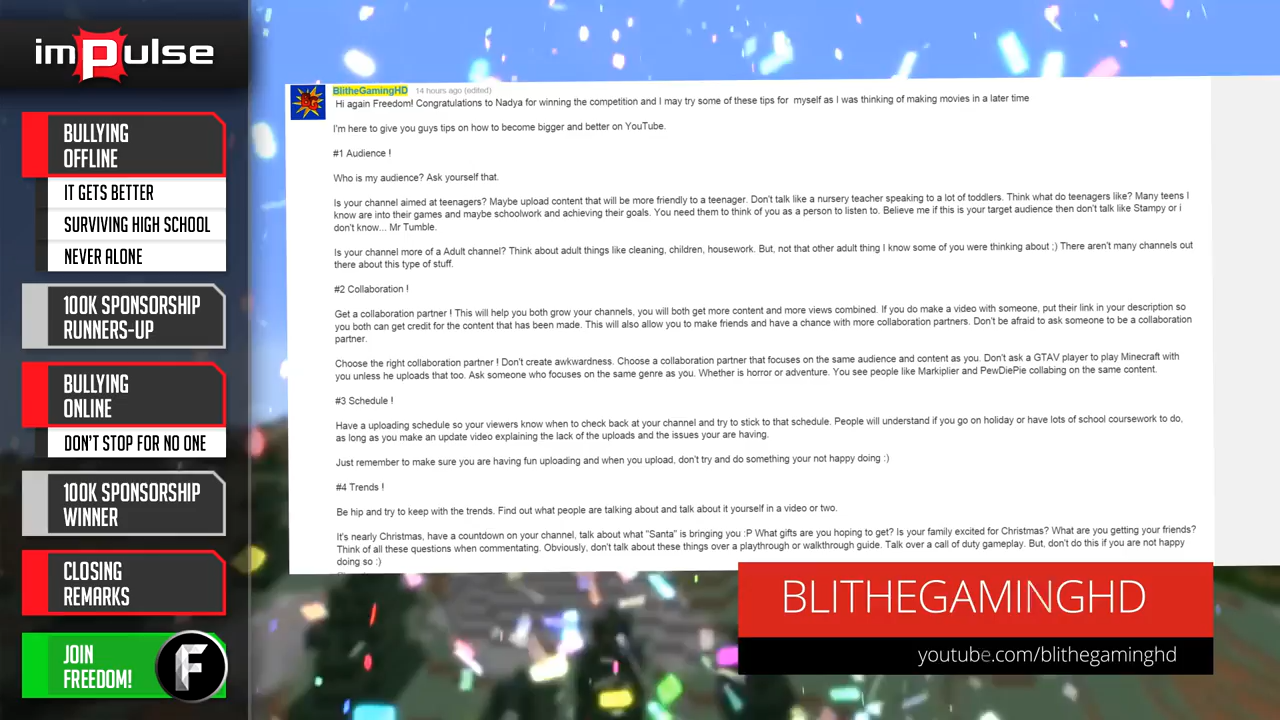 imPulse
BULLYING
OFFLINE
IT GETS BETTER
SURVIVING HIGH SCHOOL
NEVER ALONE
100K SPONSORSHIP
RUNNERS-UP
BULLYING
ONLINE
DON'T STOP FOR NO ONE
100K SPONSORSHIP
WINNER
CLOSING
REMARKS
JOIN
FREEDOM!
F
BlitheGamingHD 14 hours ago (edited)
Hi again Freedom! Congratulations to Nadya for winning the competition and I may try some of these tips for myself as I was thinking of making movies in a later time
I'm here to give you guys tips on how to become bigger and better on YouTube.
#1 Audience !
Who is my audience? Ask yourself that.
Is your channel aimed at teenagers? Maybe upload content that will be more friendly to a teenager. Don't talk like a nursery teacher speaking to a lot of toddlers. Think what do teenagers like? Many teens I
know are into their games and maybe schoolwork and achieving their goals. You need them to think of you as a person to listen to. Believe me if this is your target audience then don't talk like Stampy or i
don't know... Mr Tumble.
Is your channel more of a Adult channel? Think about adult things like cleaning, children, housework. But, not that other adult thing I know some of you were thinking about ;) There aren't many channels out
there about this type of stuff.
#2 Collaboration !
Get a collaboration partner ! This will help you both grow your channels, you will both get more content and more views combined. If you do make a video with someone, put their link in your description so
you both can get credit for the content that has been made. This will also allow you to make friends and have a chance with more collaboration partners. Don't be afraid to ask someone to be a collaboration
partner.
Choose the right collaboration partner ! Don't create awkwardness. Choose a collaboration partner that focuses on the same audience and content as you. Don't ask a GTAV player to play Minecraft with
you unless he uploads that too. Ask someone who focuses on the same genre as you. Whether is horror or adventure. You see people like Markiplier and PewDiePie collabing on the same content.
#3 Schedule !
Have a uploading schedule so your viewers know when to check back at your channel and try to stick to that schedule. People will understand if you go on holiday or have lots of school coursework to do,
as long as you make an update video explaining the lack of the uploads and the issues your are having.
Just remember to make sure you are having fun uploading and when you upload, don't try and do something your not happy doing :)
#4 Trends !
Be hip and try to keep with the trends. Find out what people are talking about and talk about it yourself in a video or two.
It's nearly Christmas, have a countdown on your channel, talk about what "Santa" is bringing you :P What gifts are you hoping to get? Is your family excited for Christmas? What are you getting your friends?
Think of all these questions when commentating. Obviously, don't talk about these things over a playthrough or walkthrough guide. Talk over a call of duty gameplay. But, don't do this if you are not happy
doing so :)
BLITHEGAMINGHD
youtube.com/blithegaminghd